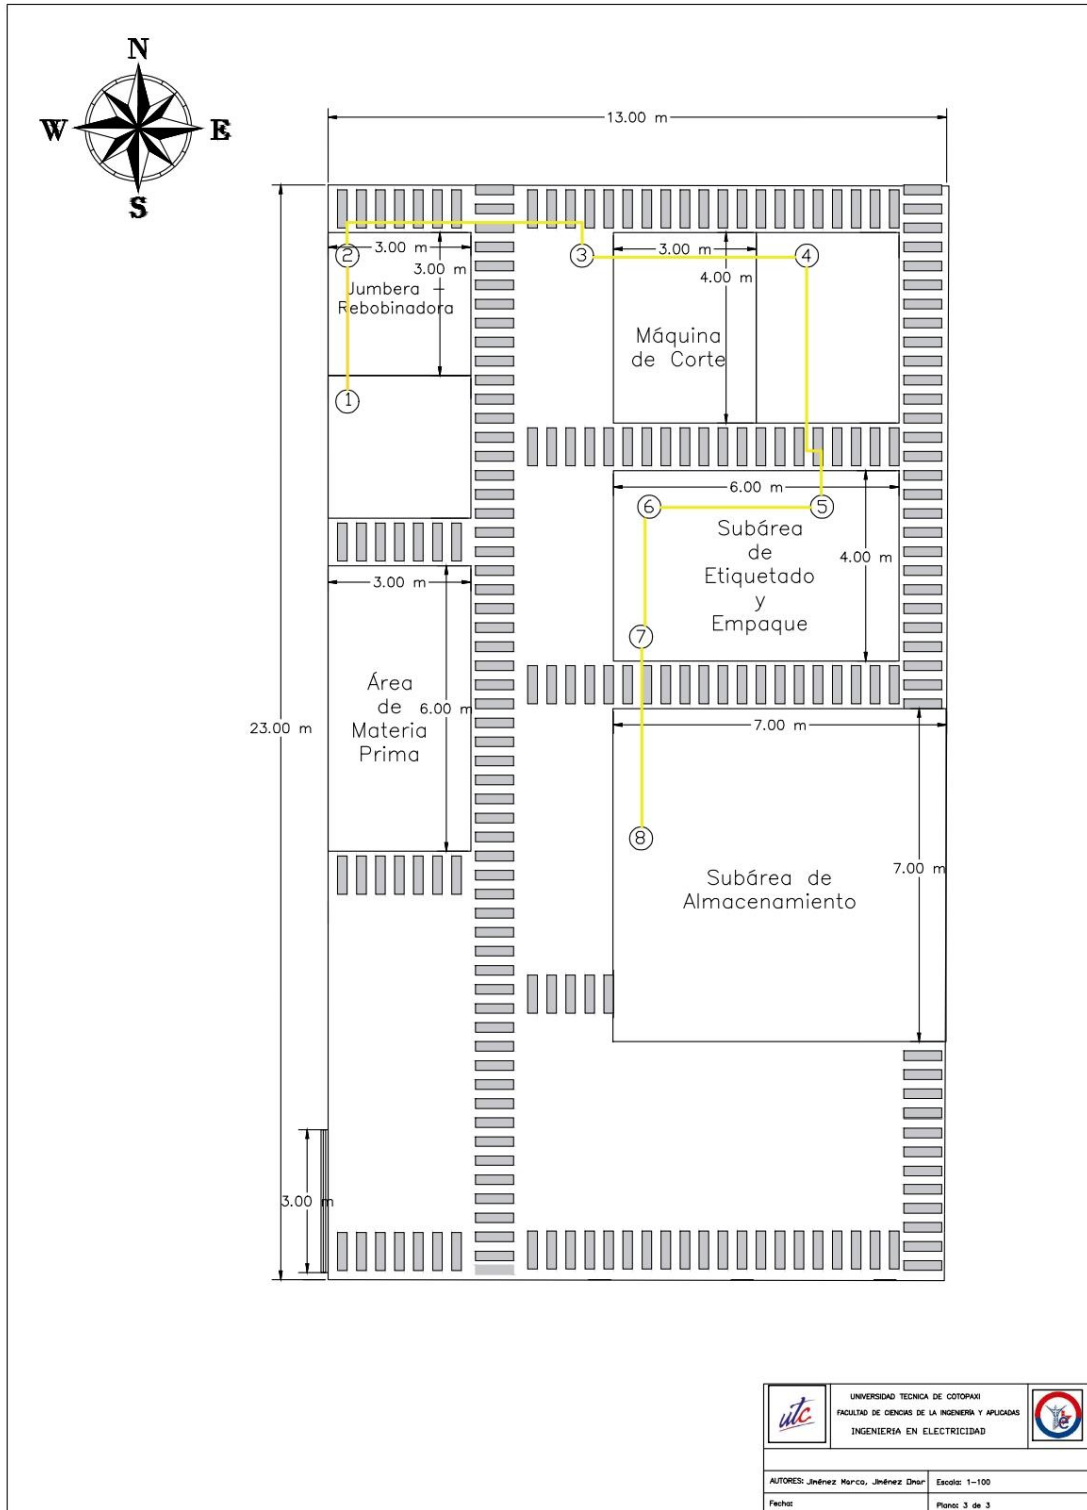 N
W
E
S
13.00 m
2
3.00 m
3
3.00 m
4
3.00 m
4.00 m
Jumbera +
Rebobinadora
Máquina
de Corte
1
6.00 m
6
5
Subárea
de
Etiquetado
y
Empaque
4.00 m
3.00 m
7
Área
de
Materia
Prima
6.00 m
23.00 m
7.00 m
8
Subárea de
Almacenamiento
7.00 m
3.00 m
utc
UNIVERSIDAD TECNICA DE COTOPAXI
FACULTAD DE CIENCIAS DE LA INGENIERÍA Y APLICADAS
INGENIERÍA EN ELECTRICIDAD
AUTORES: Jiménez Marco, Jiménez Omar
Escala: 1-100
Fecha:
Plano: 3 de 3